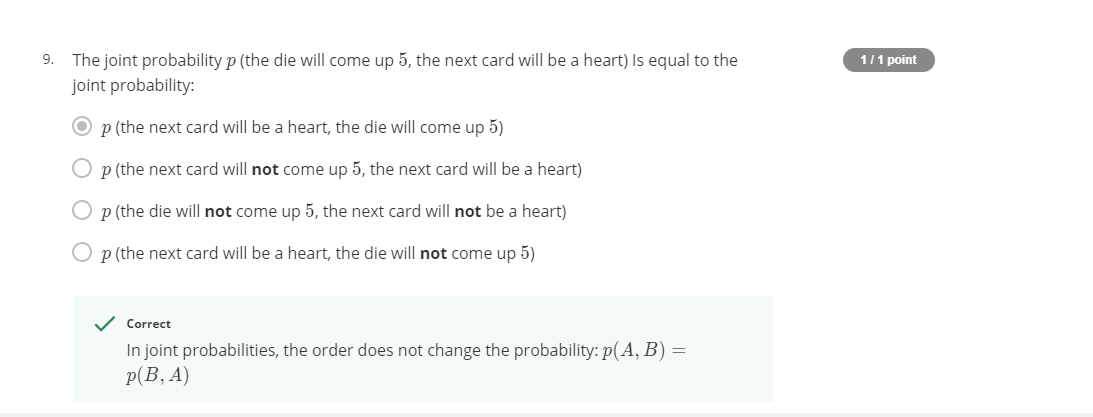 9. The joint probability p (the die will come up 5, the next card will be a heart) Is equal to the
joint probability:
1 / 1 point
p (the next card will be a heart, the die will come up 5)
p (the next card will not come up 5, the next card will be a heart)
p (the die will not come up 5, the next card will not be a heart)
p (the next card will be a heart, the die will not come up 5)
Correct
In joint probabilities, the order does not change the probability: p(A, B) =
p(B, A)